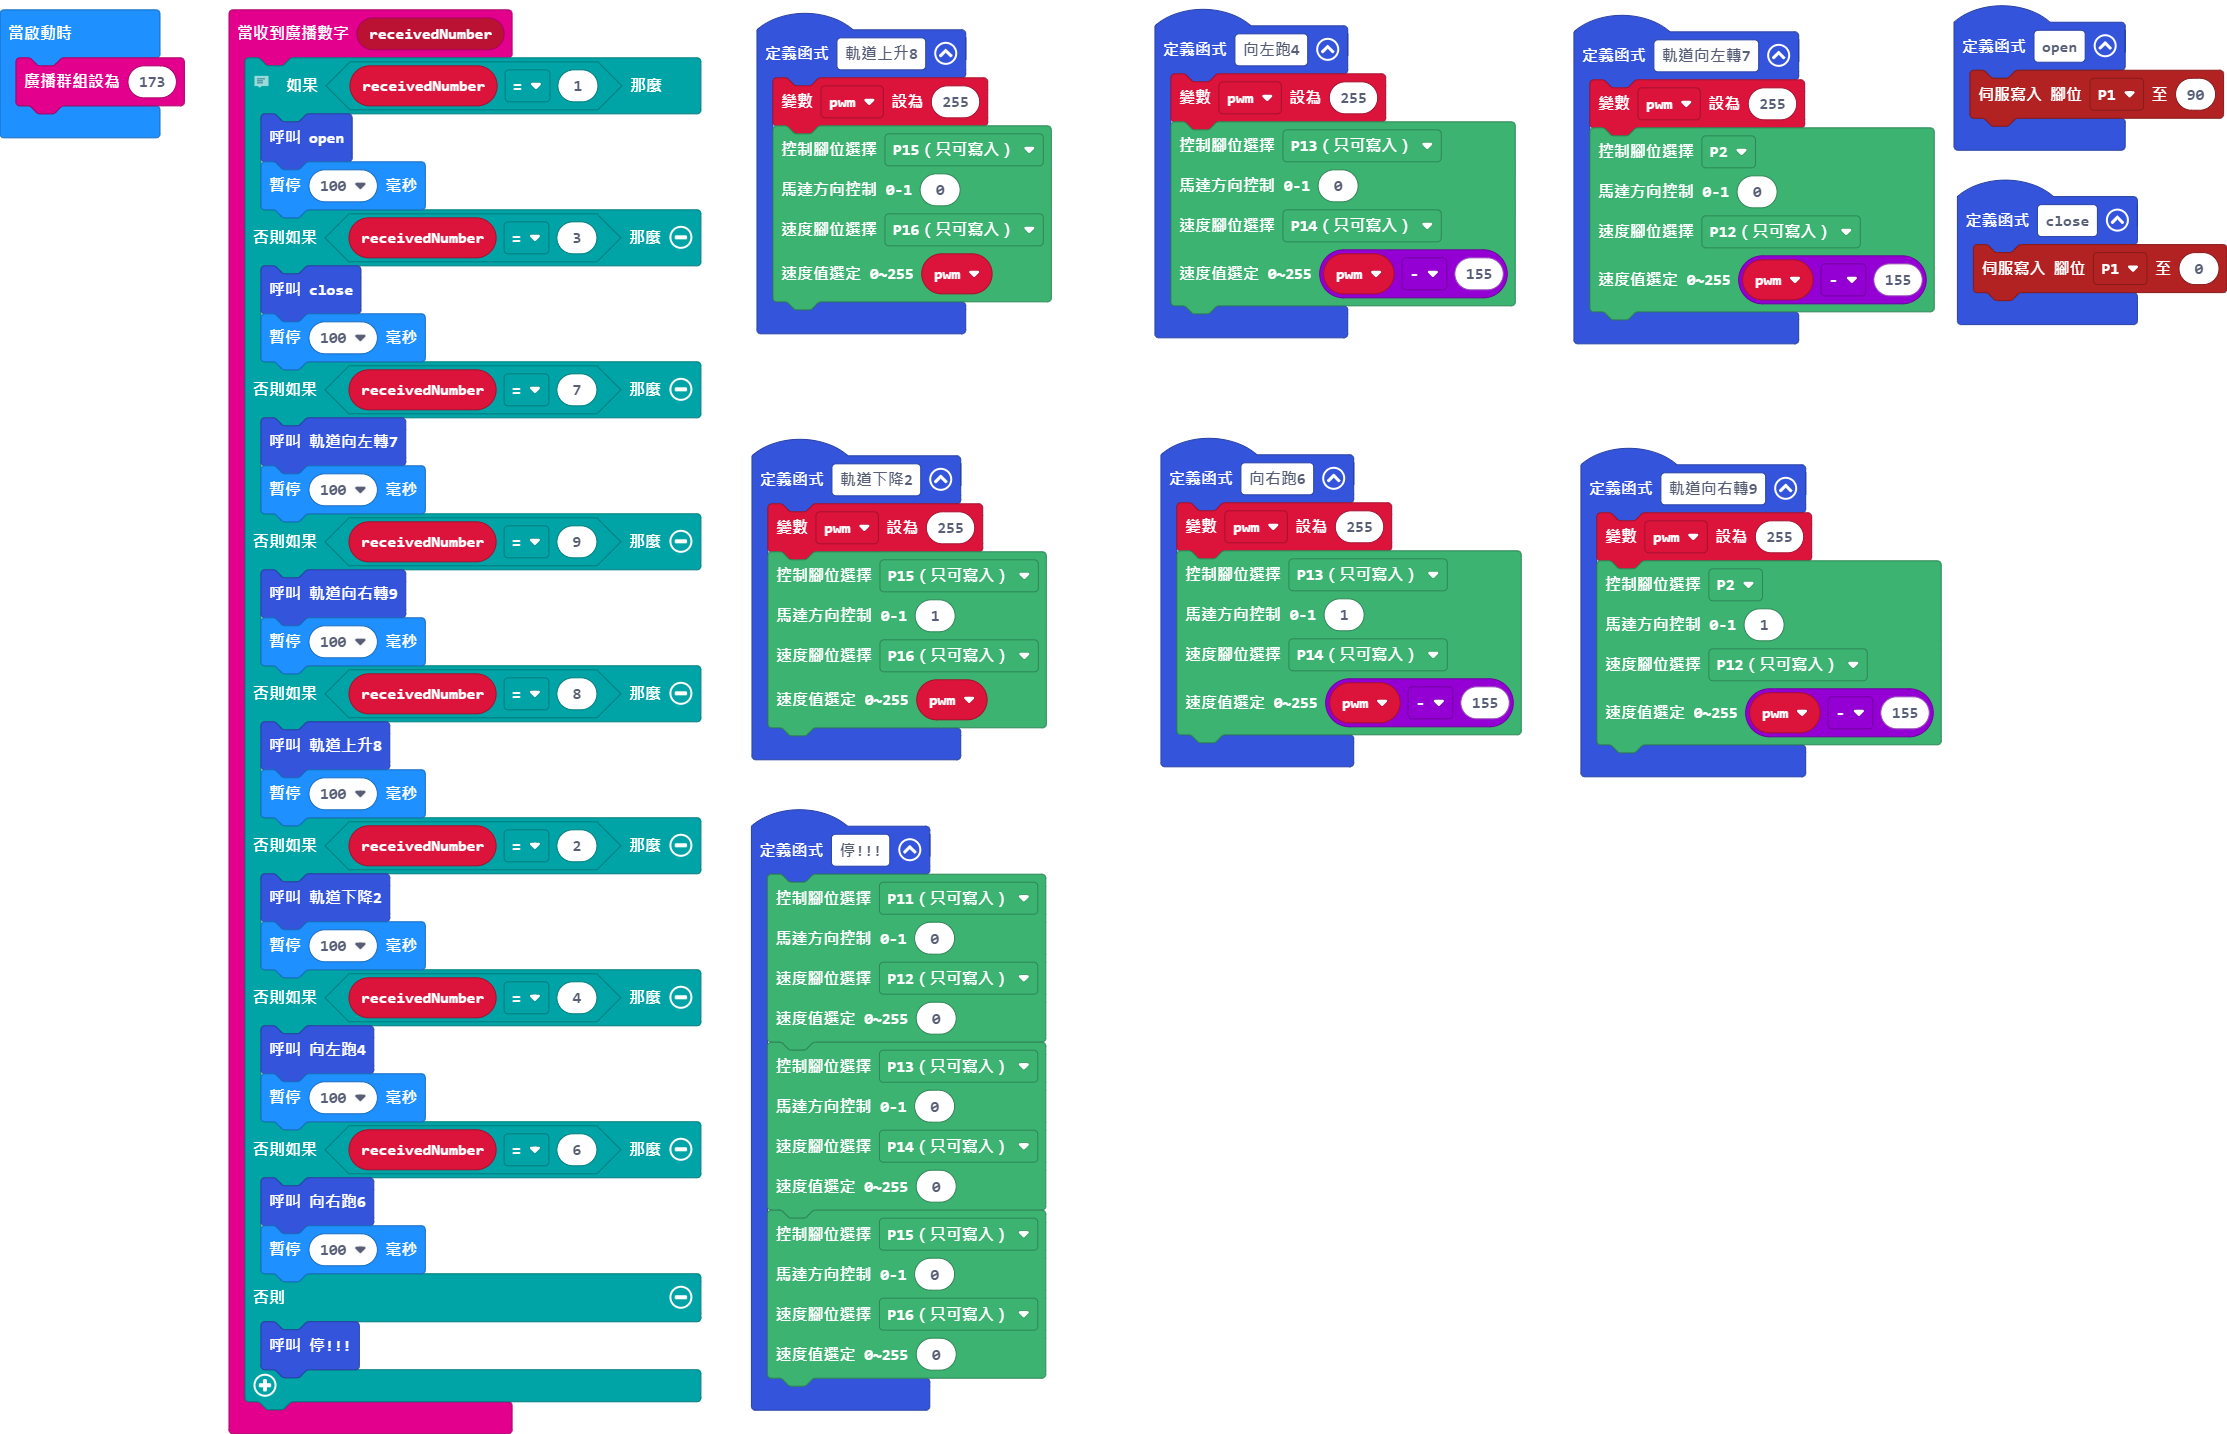 當啟動時
廣播群組設為 173
當收到廣播數字 receivedNumber
如果 receivedNumber = 1 那麼
呼叫 open
暫停 100 毫秒
否則如果 receivedNumber = 3 那麼
呼叫 close
暫停 100 毫秒
否則如果 receivedNumber = 7 那麼
呼叫 軌道向左轉7
暫停 100 毫秒
否則如果 receivedNumber = 9 那麼
呼叫 軌道向右轉9
暫停 100 毫秒
否則如果 receivedNumber = 8 那麼
呼叫 軌道上升8
暫停 100 毫秒
否則如果 receivedNumber = 2 那麼
呼叫 軌道下降2
暫停 100 毫秒
否則如果 receivedNumber = 4 那麼
呼叫 向左跑4
暫停 100 毫秒
否則如果 receivedNumber = 6 那麼
呼叫 向右跑6
暫停 100 毫秒
否則
呼叫 停!!!
定義函式 軌道上升8
變數 pwm 設為 255
控制腳位選擇 P15 ( 只可寫入 )
馬達方向控制 0-1 0
速度腳位選擇 P16 ( 只可寫入 )
速度值選定 0~255 pwm
定義函式 向左跑4
變數 pwm 設為 255
控制腳位選擇 P13 ( 只可寫入 )
馬達方向控制 0-1 0
速度腳位選擇 P14 ( 只可寫入 )
速度值選定 0~255 pwm - 155
定義函式 軌道向左轉7
變數 pwm 設為 255
控制腳位選擇 P2
馬達方向控制 0-1 0
速度腳位選擇 P12 ( 只可寫入 )
速度值選定 0~255 pwm - 155
定義函式 open
伺服寫入 腳位 P1 至 90
定義函式 close
伺服寫入 腳位 P1 至 0
定義函式 軌道下降2
變數 pwm 設為 255
控制腳位選擇 P15 ( 只可寫入 )
馬達方向控制 0-1 1
速度腳位選擇 P16 ( 只可寫入 )
速度值選定 0~255 pwm
定義函式 向右跑6
變數 pwm 設為 255
控制腳位選擇 P13 ( 只可寫入 )
馬達方向控制 0-1 1
速度腳位選擇 P14 ( 只可寫入 )
速度值選定 0~255 pwm - 155
定義函式 軌道向右轉9
變數 pwm 設為 255
控制腳位選擇 P2
馬達方向控制 0-1 1
速度腳位選擇 P12 ( 只可寫入 )
速度值選定 0~255 pwm - 155
定義函式 停!!!
控制腳位選擇 P11 ( 只可寫入 )
馬達方向控制 0-1 0
速度腳位選擇 P12 ( 只可寫入 )
速度值選定 0~255 0
控制腳位選擇 P13 ( 只可寫入 )
馬達方向控制 0-1 0
速度腳位選擇 P14 ( 只可寫入 )
速度值選定 0~255 0
控制腳位選擇 P15 ( 只可寫入 )
馬達方向控制 0-1 0
速度腳位選擇 P16 ( 只可寫入 )
速度值選定 0~255 0